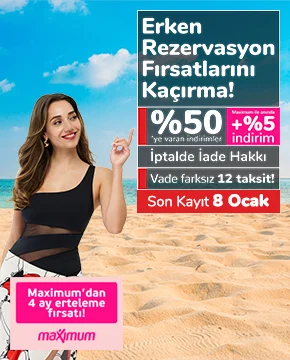 Erken
Rezervasyon
Fırsatlarını
Kaçırma!
%50
'ye varan indirimler
Maximum ile anında
+%5
indirim
İptalde İade Hakkı
Vade farksız 12 taksit!
Son Kayıt 8 Ocak
Maximum'dan
4 ay erteleme
fırsatı!
maximum